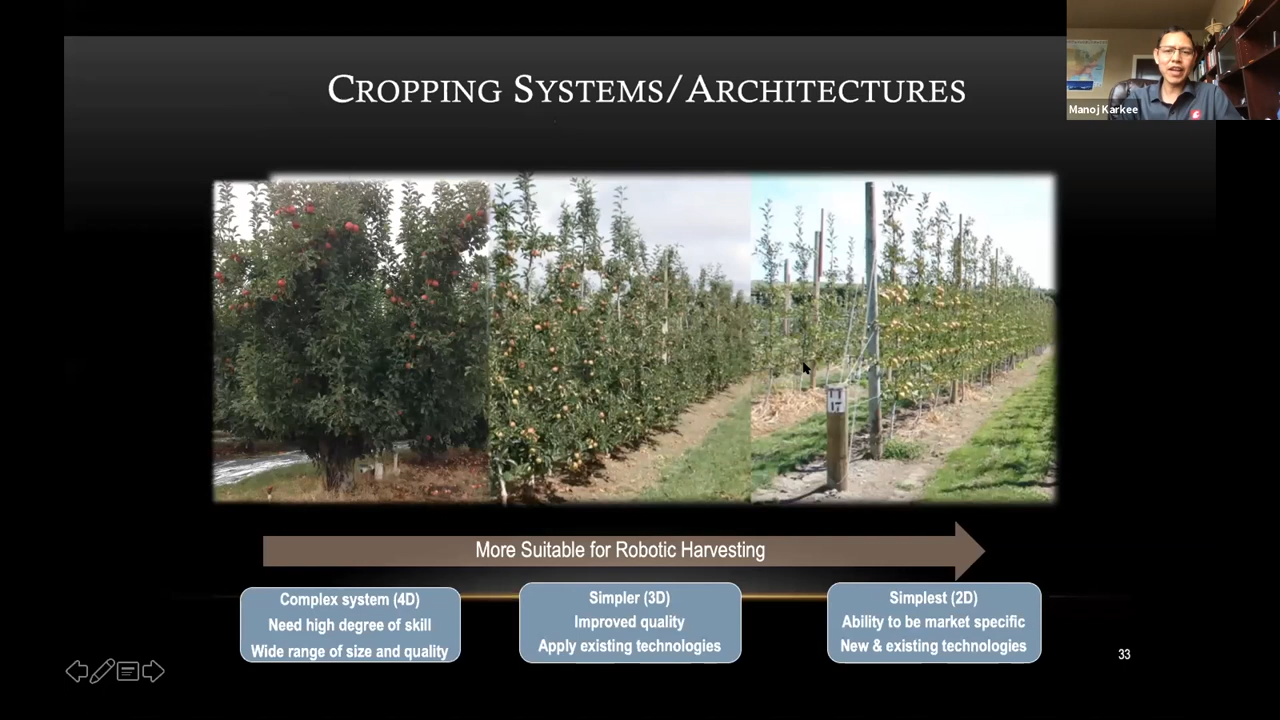 CROPPING SYSTEMS/ARCHITECTURES
Manoj Karkee
17
More Suitable for Robotic Harvesting
Complex system (4D)
Need high degree of skill
Wide range of size and quality
Simpler (3D)
Improved quality
Apply existing technologies
Simplest (2D)
Ability to be market specific
New & existing technologies
33